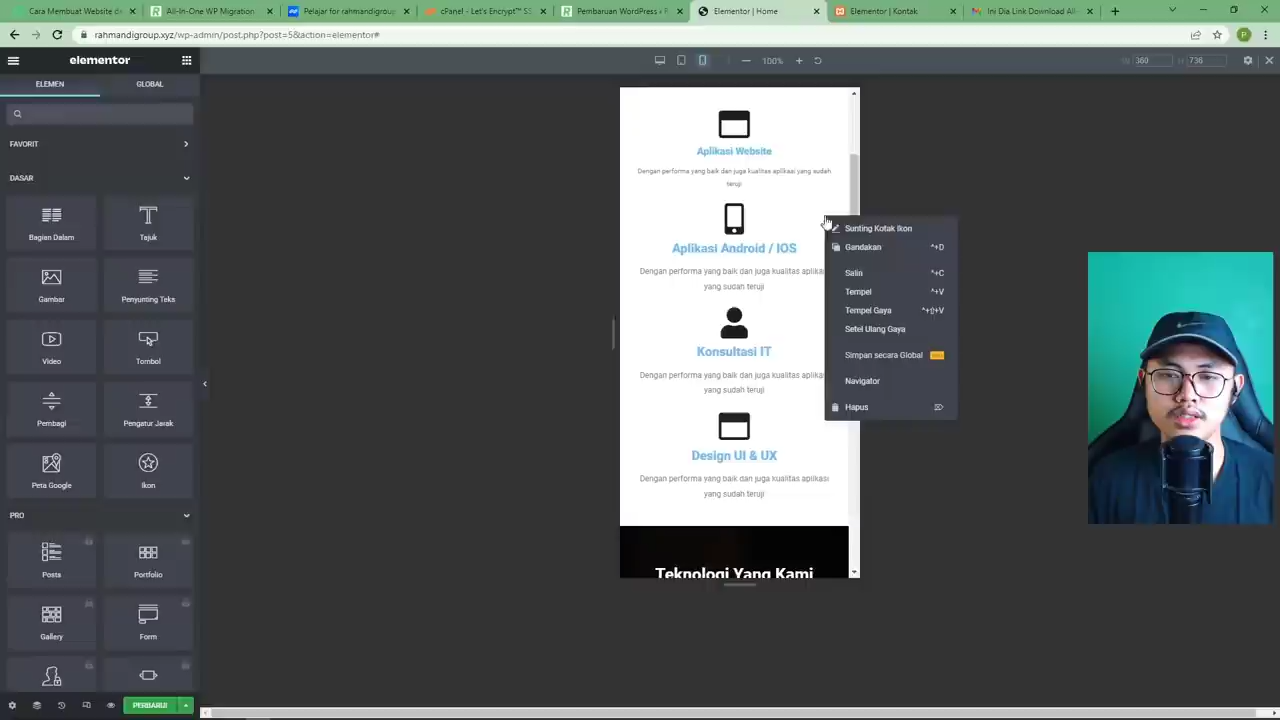 Cara Membuat Website de
All-In-One WP Migration
Pelajar for rahmandigroup
cPanel - Let's Encrypt™ SS
Pembaruan WordPress ‹ R
Elementor | Home
Elementor | Kontak
Ini Dia Link Download All
rahmandigroup.xyz/wp-admin/post.php?post=5&action=elementor#
elementor
100%
360
736
ELEMEN
GLOBAL
FAVORIT
DASAR
Bagian Dalam
Tajuk
Gambar
Penyunting Teks
Video
Tombol
Pembagi
Pengatur Jarak
Peta Google
Ikon
PRO
Posts
Portfolio
Gallery
Form
PERBARUI
Aplikasi Website
Dengan performa yang baik dan juga kualitas aplikasi yang sudah
teruji
Aplikasi Android / IOS
Dengan performa yang baik dan juga kualitas aplikas
yang sudah teruji
Konsultasi IT
Dengan performa yang baik dan juga kualitas aplikas
yang sudah teruji
Design UI & UX
Dengan performa yang baik dan juga kualitas aplikasi
yang sudah teruji
Teknologi Yang Kami
Sunting Kotak Ikon
Gandakan ^+D
Salin ^+C
Tempel ^+V
Tempel Gaya ^+⇧+V
Setel Ulang Gaya
Simpan secara Global
Navigator
Hapus